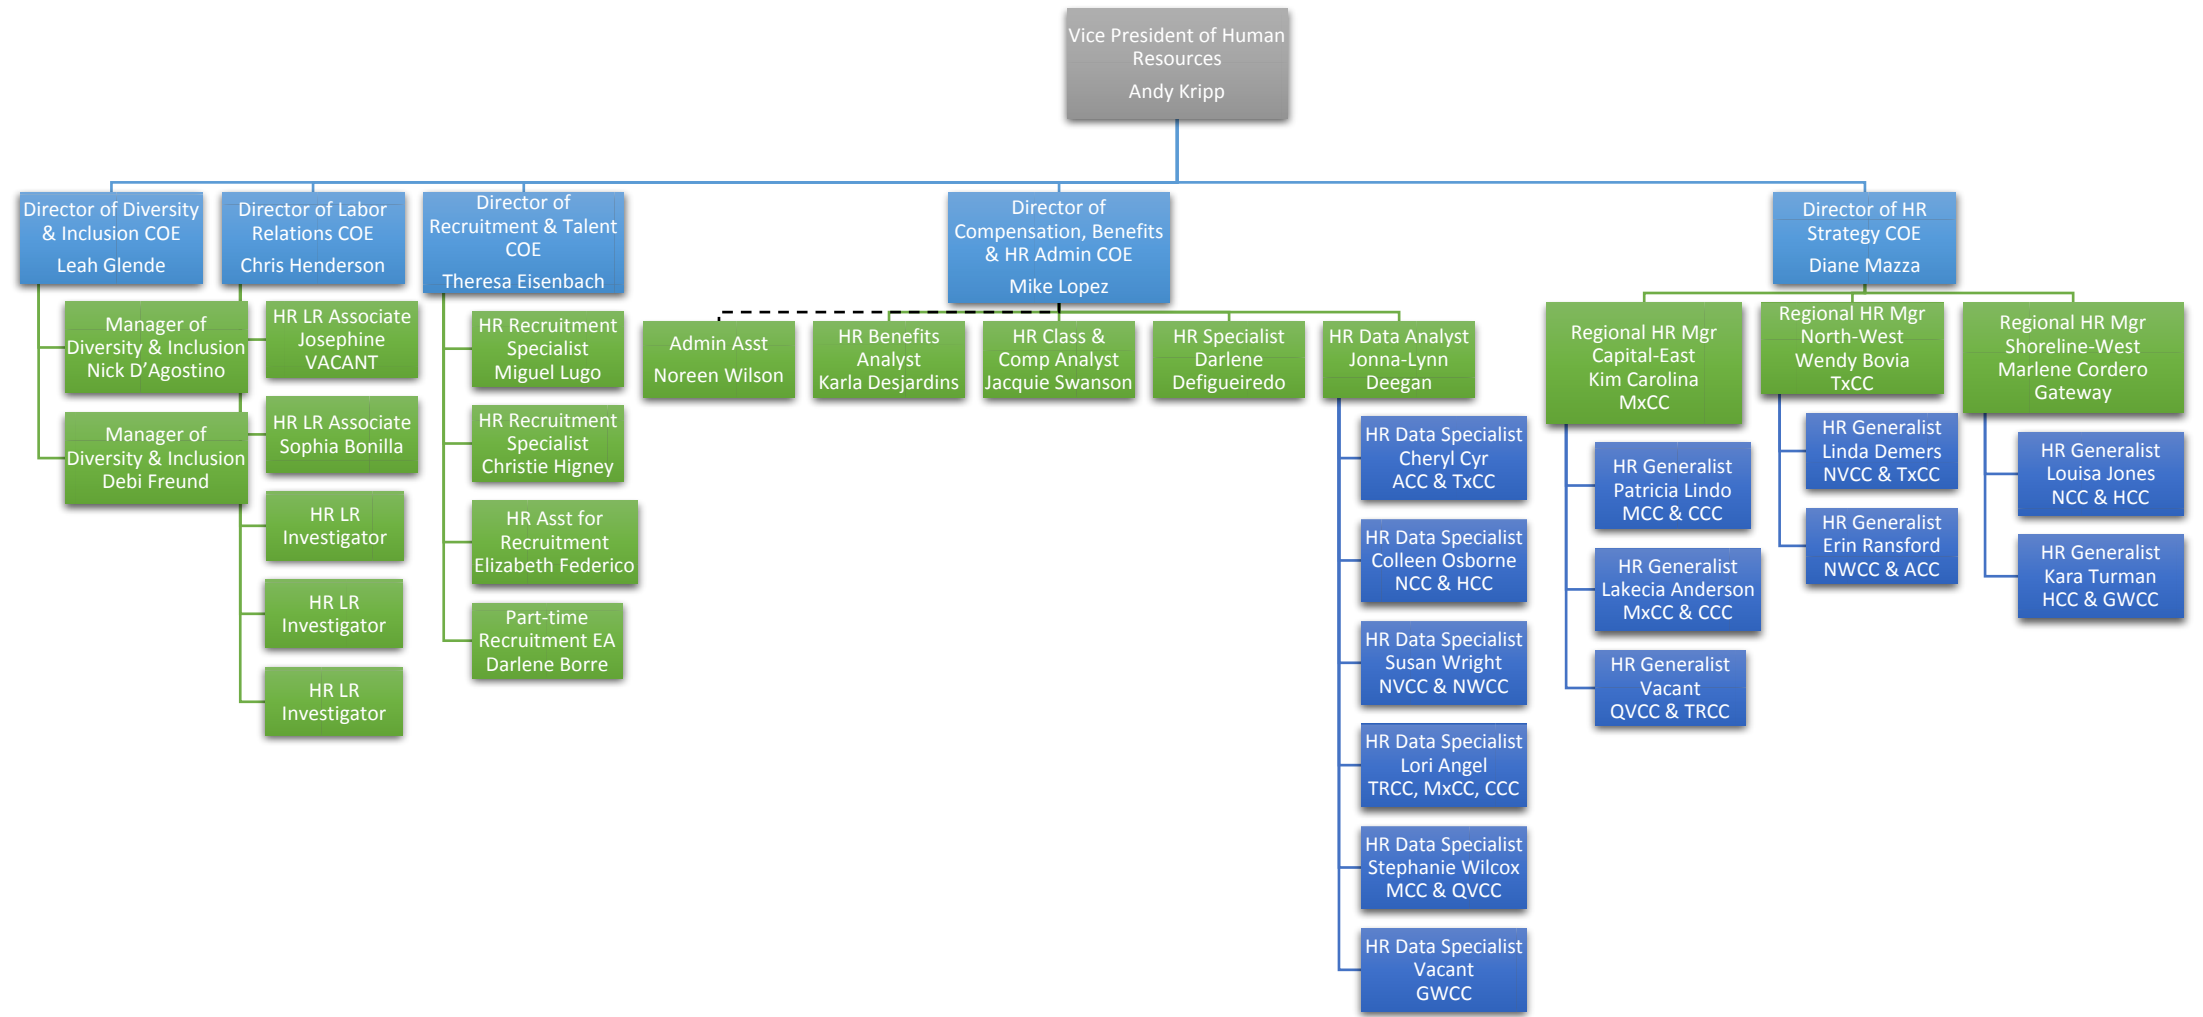 Vice President of Human
Resources
Andy Kripp
Director of Diversity
& Inclusion COE
Leah Glende
Director of Labor
Relations COE
Chris Henderson
Director of
Recruitment & Talent
COE
Theresa Eisenbach
Director of
Compensation, Benefits
& HR Admin COE
Mike Lopez
Director of HR
Strategy COE
Diane Mazza
Manager of
Diversity & Inclusion
Nick D’Agostino
Manager of
Diversity & Inclusion
Debi Freund
HR LR Associate
Josephine
VACANT
HR LR Associate
Sophia Bonilla
HR LR
Investigator
HR LR
Investigator
HR LR
Investigator
HR Recruitment
Specialist
Miguel Lugo
HR Recruitment
Specialist
Christie Higney
HR Asst for
Recruitment
Elizabeth Federico
Part-time
Recruitment EA
Darlene Borre
Admin Asst
Noreen Wilson
HR Benefits
Analyst
Karla Desjardins
HR Class &
Comp Analyst
Jacquie Swanson
HR Specialist
Darlene
Defigueiredo
HR Data Analyst
Jonna-Lynn
Deegan
HR Data Specialist
Cheryl Cyr
ACC & TxCC
HR Data Specialist
Colleen Osborne
NCC & HCC
HR Data Specialist
Susan Wright
NVCC & NWCC
HR Data Specialist
Lori Angel
TRCC, MxCC, CCC
HR Data Specialist
Stephanie Wilcox
MCC & QVCC
HR Data Specialist
Vacant
GWCC
Regional HR Mgr
Capital-East
Kim Carolina
MxCC
HR Generalist
Patricia Lindo
MCC & CCC
HR Generalist
Lakecia Anderson
MxCC & CCC
HR Generalist
Vacant
QVCC & TRCC
Regional HR Mgr
North-West
Wendy Bovia
TxCC
HR Generalist
Linda Demers
NVCC & TxCC
HR Generalist
Erin Ransford
NWCC & ACC
Regional HR Mgr
Shoreline-West
Marlene Cordero
Gateway
HR Generalist
Louisa Jones
NCC & HCC
HR Generalist
Kara Turman
HCC & GWCC